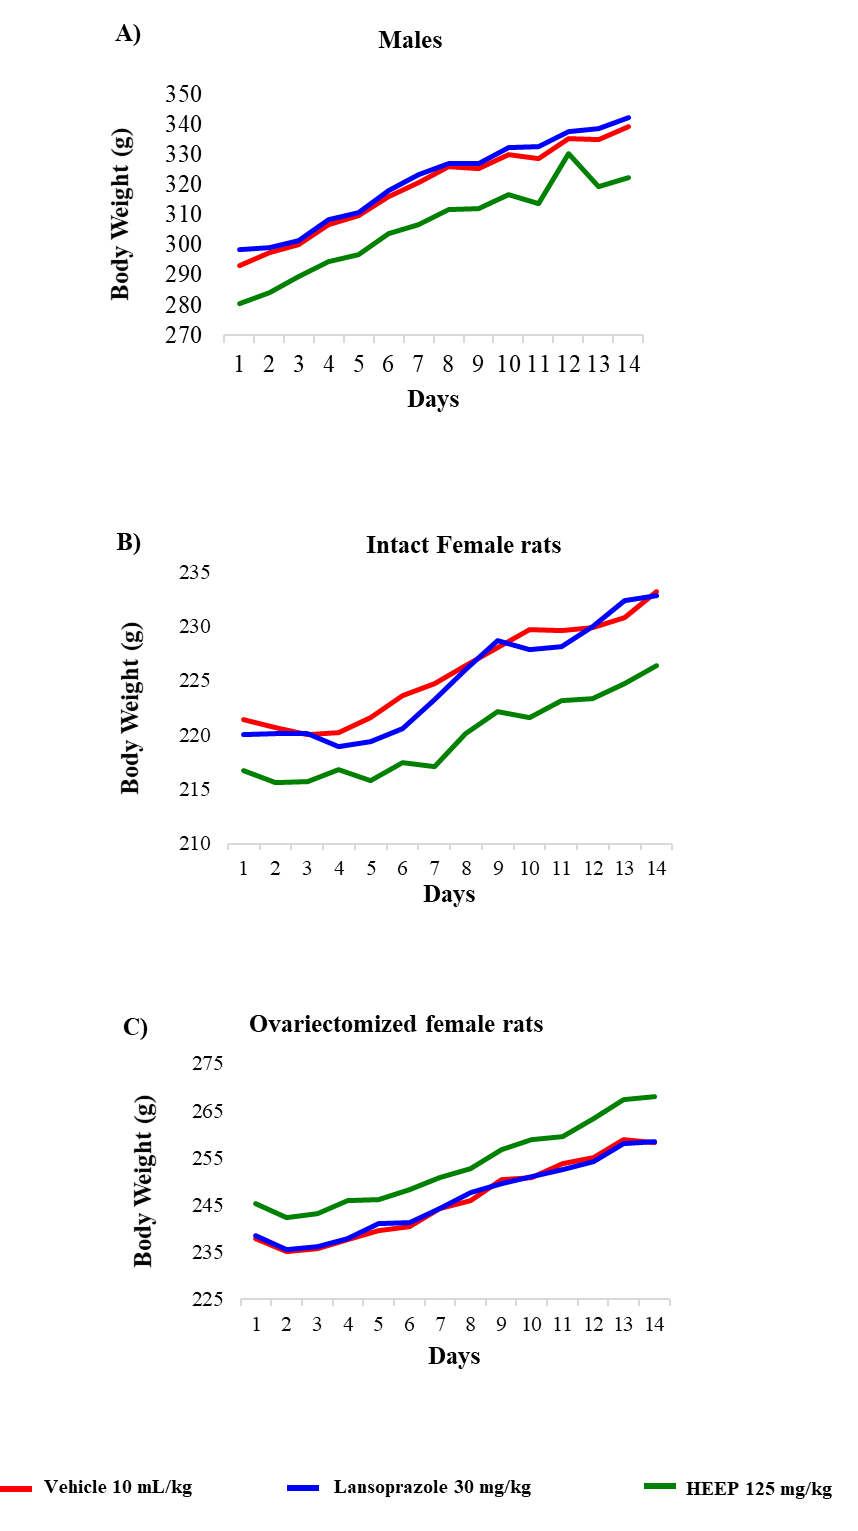 A)
Males
Body Weight (g)
350
340
330
320
310
300
290
280
270
1 2 3 4 5 6 7 8 9 10 11 12 13 14
Days
B)
Intact Female rats
Body Weight (g)
235
230
225
220
215
210
1 2 3 4 5 6 7 8 9 10 11 12 13 14
Days
C)
Ovariectomized female rats
Body Weight (g)
275
265
255
245
235
225
1 2 3 4 5 6 7 8 9 10 11 12 13 14
Days
Vehicle 10 mL/kg
Lansoprazole 30 mg/kg
HEEP 125 mg/kg